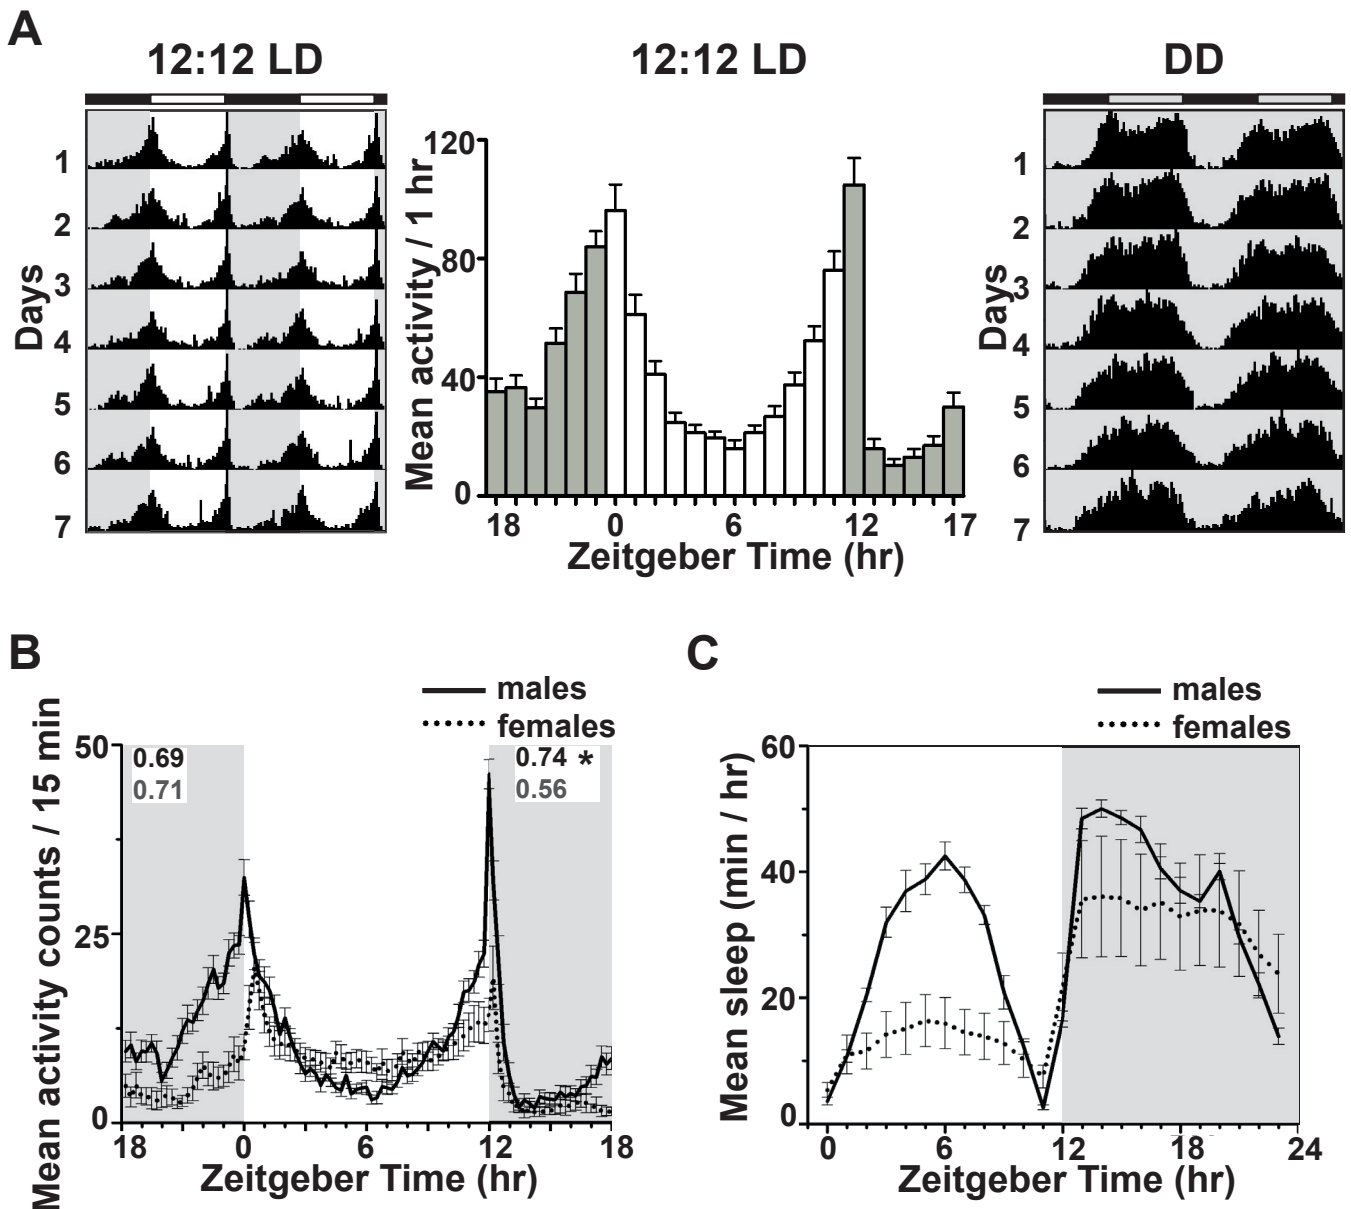 A
12:12 LD
12:12 LD
DD
Days
1
2
3
4
5
6
7
Mean activity / 1 hr
120
80
40
0
18
0
6
12
17
Zeitgeber Time (hr)
Days
1
2
3
4
5
6
7
B
males
females
Mean activity counts / 15 min
50
25
0
0.69
0.71
0.74 *
0.56
18
0
6
12
18
Zeitgeber Time (hr)
C
males
females
Mean sleep (min / hr)
60
40
20
0
0
6
12
18
24
Zeitgeber Time (hr)